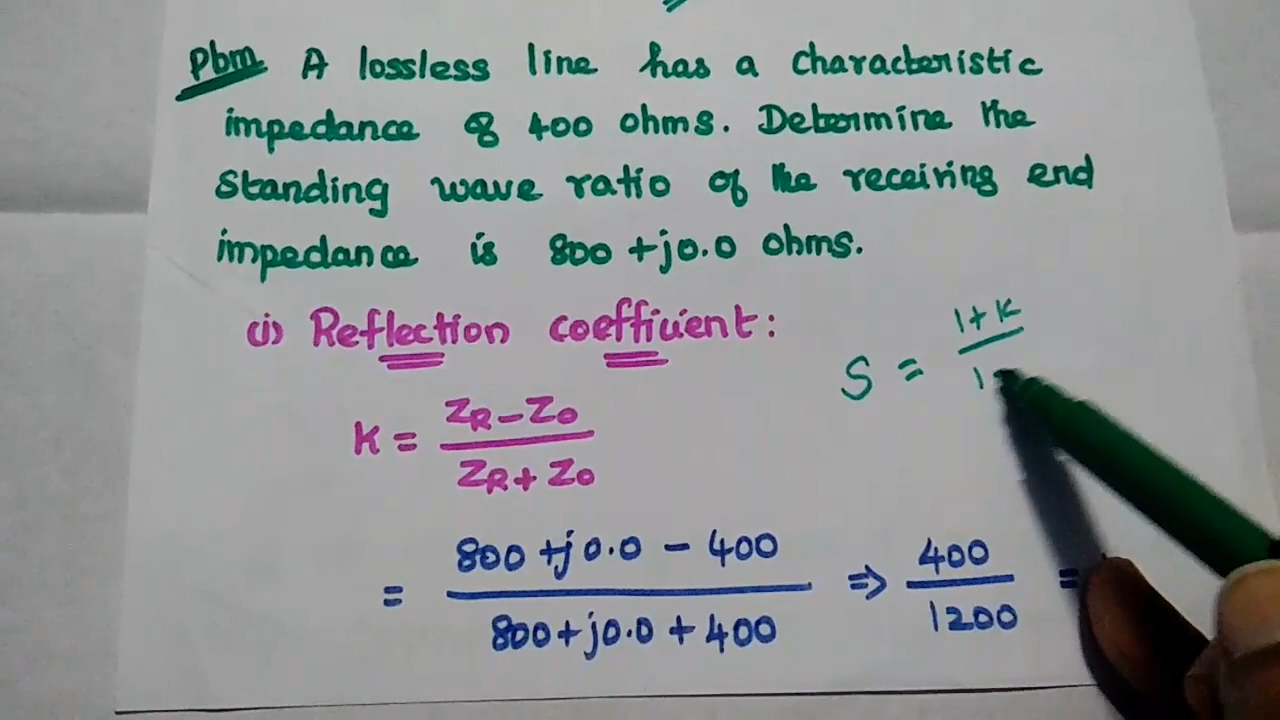 Pbm A lossless line has a characteristic
impedance of 400 ohms. Determine the
Standing wave ratio of the receiving end
impedance is 800 +j0.0 ohms.
(i) Reflection coefficient:
S = 1+K / 1
K = ZR-ZO / ZR+ZO
= 800 +j0.0 - 400 / 800+j0.0 + 400 ⇒ 400 / 1200 =